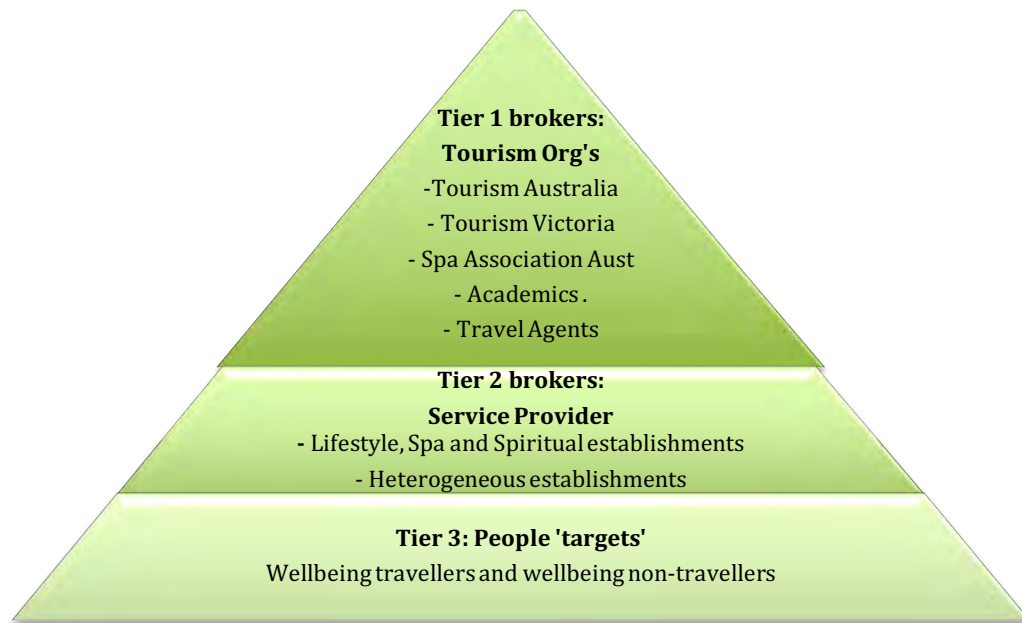 Tier 1 brokers:
Tourism Org's
-Tourism Australia
- Tourism Victoria
- Spa Association Aust
- Academics .
- Travel Agents
Tier 2 brokers:
Service Provider
- Lifestyle, Spa and Spiritual establishments
- Heterogeneous establishments
Tier 3: People 'targets'
Wellbeing travellers and wellbeing non-travellers